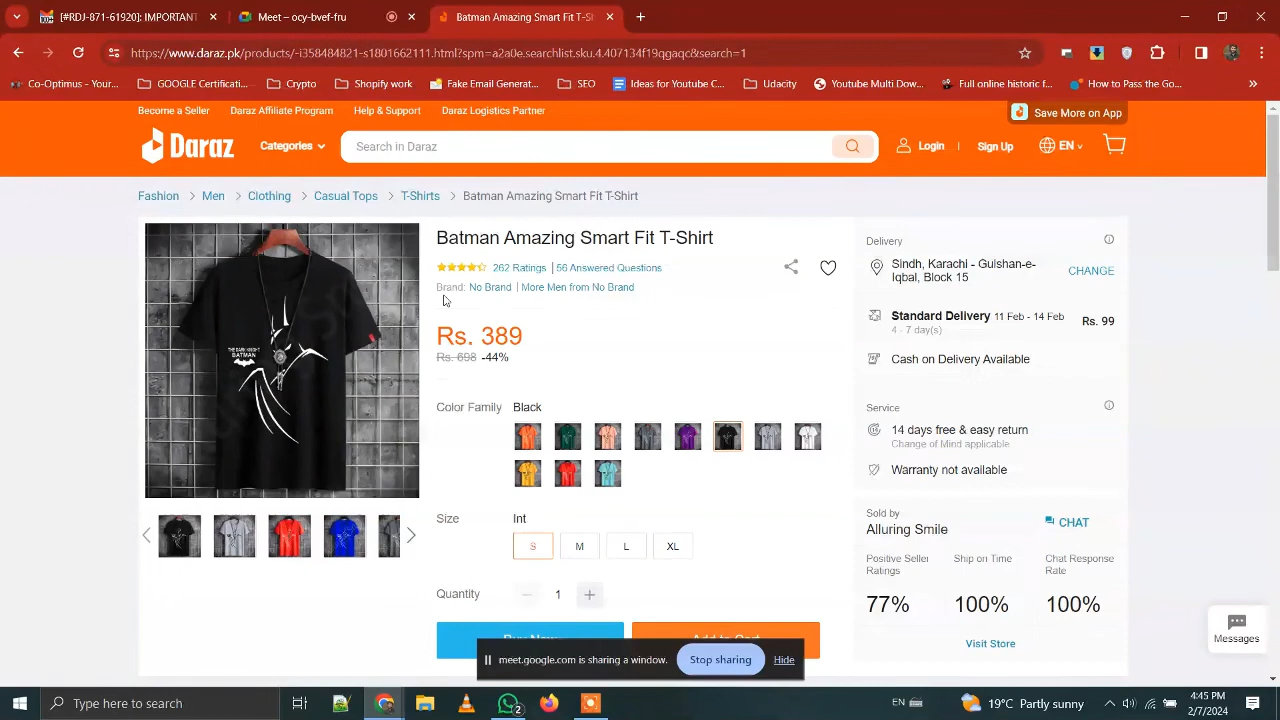 [#RDJ-871-61920]: IMPORTANT
Meet – ocy-bvef-fru
Batman Amazing Smart Fit T-Sh
https://www.daraz.pk/products/-i358484821-s1801662111.html?spm=a2a0e.searchlist.sku.4.407134f19qgaqc&search=1
Co-Optimus - Your...
GOOGLE Certificati...
Crypto
Shopify work
Fake Email Generat...
SEO
Ideas for Youtube C...
Udacity
Youtube Multi Dow...
Full online historic f...
How to Pass the Go...
Become a Seller
Daraz Affiliate Program
Help & Support
Daraz Logistics Partner
Save More on App
Daraz
Categories
Search in Daraz
Login
Sign Up
EN
Fashion > Men > Clothing > Casual Tops > T-Shirts > Batman Amazing Smart Fit T-Shirt
THE DARK KNIGHT
BATMAN
Batman Amazing Smart Fit T-Shirt
262 Ratings | 56 Answered Questions
Brand: No Brand | More Men from No Brand
Rs. 389
Rs. 698 -44%
Color Family Black
Size Int
S M L XL
Quantity 1
Buy Now Add to Cart
Delivery
Sindh, Karachi - Gulshan-e-
Iqbal, Block 15
CHANGE
Standard Delivery 11 Feb - 14 Feb
Rs. 99
4 - 7 day(s)
Cash on Delivery Available
Service
14 days free & easy return
Change of Mind applicable
Warranty not available
Sold by
Alluring Smile
CHAT
Positive Seller
Ratings
Ship on Time
Chat Response
Rate
77% 100% 100%
Visit Store
Messages
meet.google.com is sharing a window.
Stop sharing
Hide
Type here to search
EN
19°C Partly sunny
4:45 PM
2/7/2024